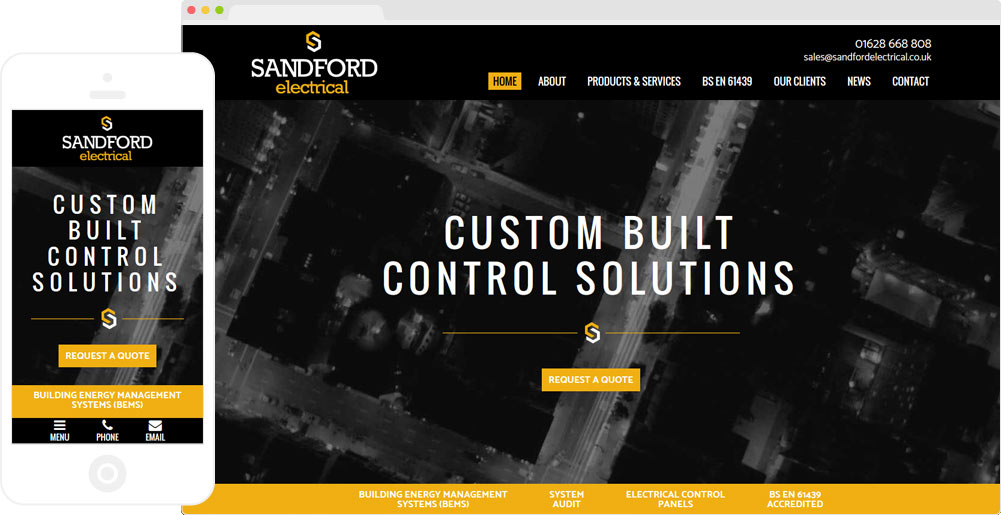 SANDFORD
electrical
01628 668 808
sales@sandfordelectrical.co.uk
HOME ABOUT PRODUCTS & SERVICES BS EN 61439 OUR CLIENTS NEWS CONTACT
CUSTOM BUILT
CONTROL SOLUTIONS
REQUEST A QUOTE
BUILDING ENERGY MANAGEMENT
SYSTEMS (BEMS)
SYSTEM
AUDIT
ELECTRICAL CONTROL
PANELS
BS EN 61439
ACCREDITED
SANDFORD
electrical
CUSTOM
BUILT
CONTROL
SOLUTIONS
REQUEST A QUOTE
BUILDING ENERGY MANAGEMENT
SYSTEMS (BEMS)
MENU PHONE EMAIL